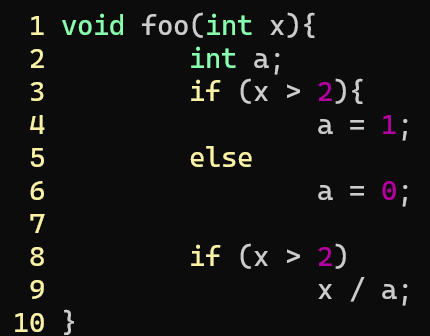 1 void foo(int x){
2         int a;
3         if (x > 2){
4                 a = 1;
5         else
6                 a = 0;
7
8         if (x > 2)
9                 x / a;
10 }